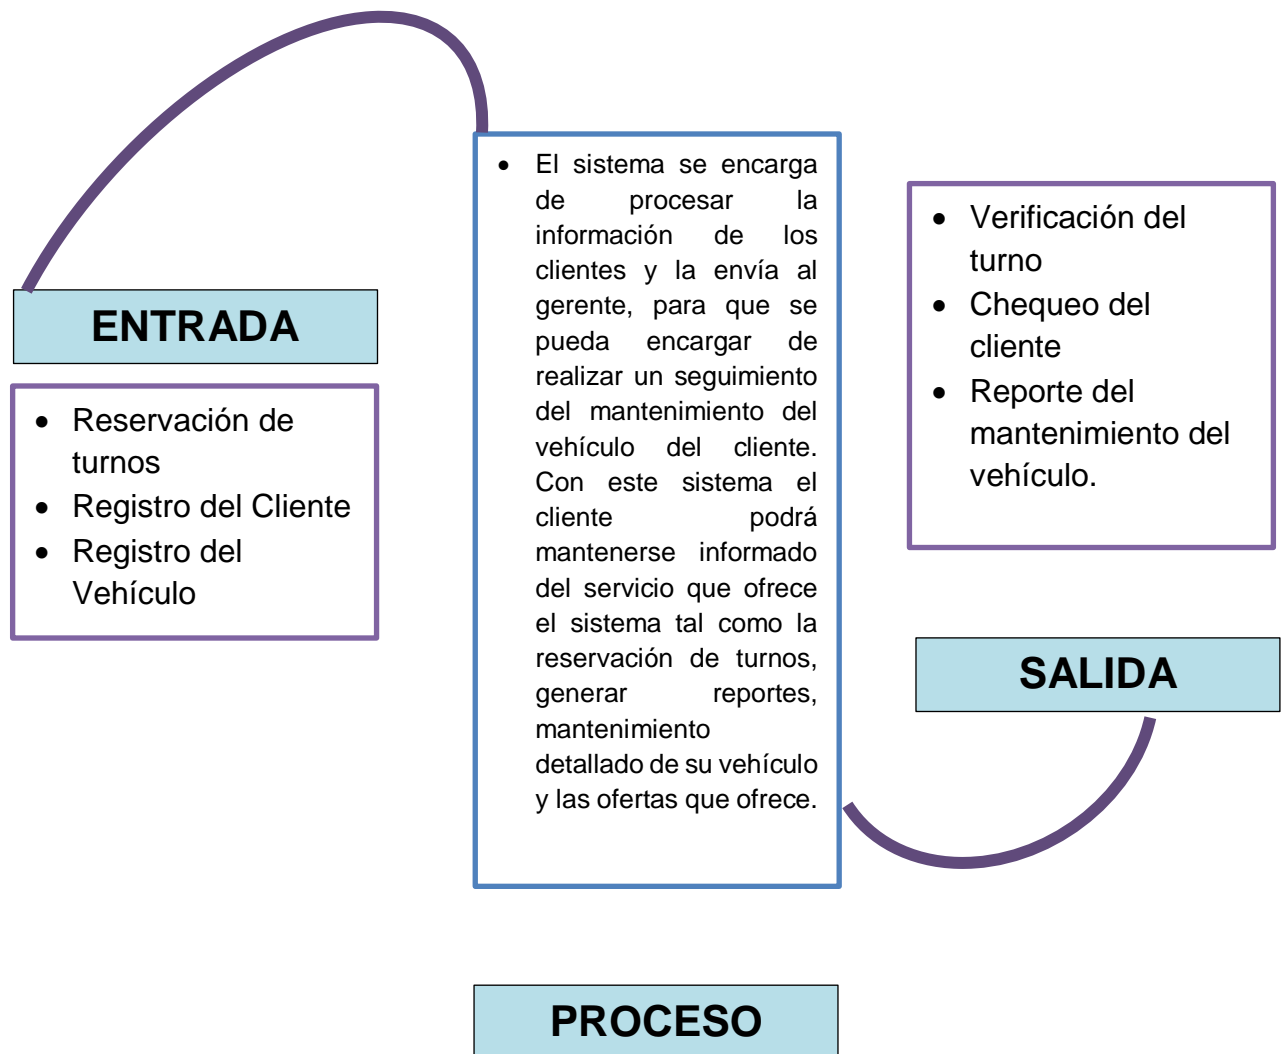 ENTRADA
• Reservación de
turnos
• Registro del Cliente
• Registro del
Vehículo
• El sistema se encarga
de procesar la
información de los
clientes y la envía al
gerente, para que se
pueda encargar de
realizar un seguimiento
del mantenimiento del
vehículo del cliente.
Con este sistema el
cliente podrá
mantenerse informado
del servicio que ofrece
el sistema tal como la
reservación de turnos,
generar reportes,
mantenimiento
detallado de su vehículo
y las ofertas que ofrece.
PROCESO
• Verificación del
turno
• Chequeo del
cliente
• Reporte del
mantenimiento del
vehículo.
SALIDA